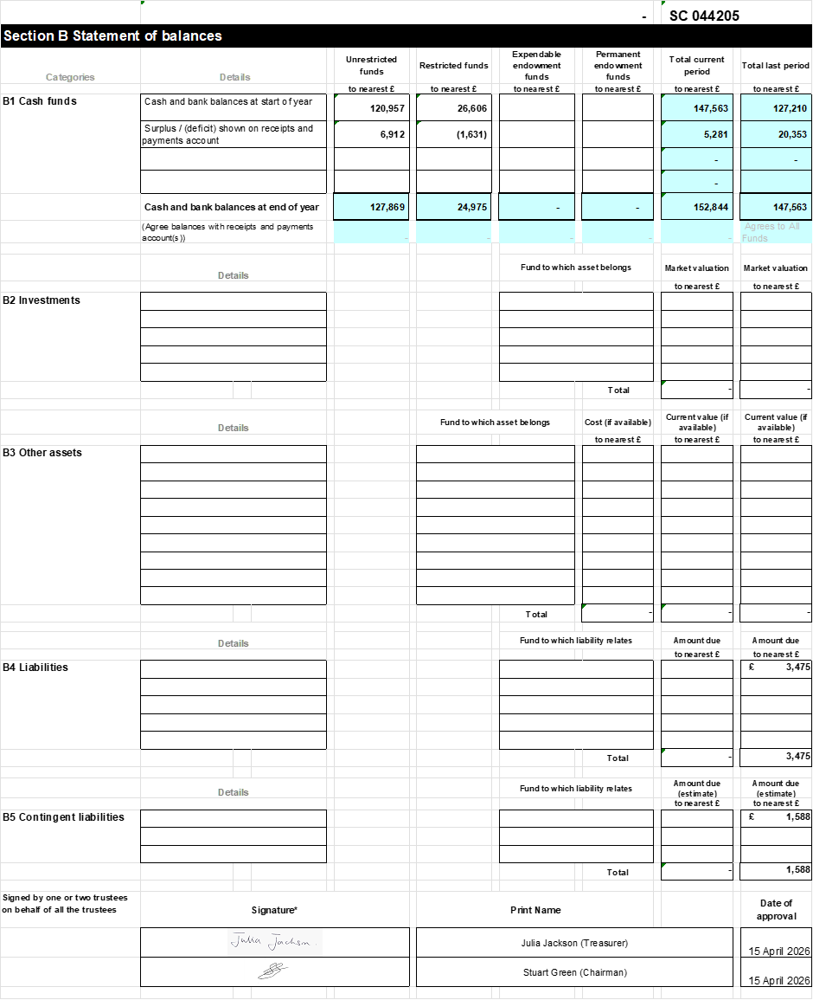 - SC 044205
Section B Statement of balances
Categories Details Unrestricted funds Restricted funds Expendable endowment funds Permanent endowment funds Total current period Total last period
to nearest £ to nearest £ to nearest £ to nearest £ to nearest £ to nearest £
B1 Cash funds Cash and bank balances at start of year 120,957 26,606 147,563 127,210
Surplus / (deficit) shown on receipts and payments account 6,912 (1,631) 5,281 20,353
- -
-
Cash and bank balances at end of year 127,869 24,975 - - 152,844 147,563
(Agree balances with receipts and payments account(s)) - - - - - Agrees to All Funds
Details Fund to which asset belongs Market valuation Market valuation
to nearest £ to nearest £
B2 Investments
Total - -
Details Fund to which asset belongs Cost (if available) Current value (if available) Current value (if available)
to nearest £ to nearest £ to nearest £
B3 Other assets
Total - - -
Details Fund to which liability relates Amount due Amount due
to nearest £ to nearest £
B4 Liabilities £ 3,475
Total - 3,475
Details Fund to which liability relates Amount due (estimate) Amount due (estimate)
to nearest £ to nearest £
B5 Contingent liabilities £ 1,588
Total - 1,588
Signed by one or two trustees on behalf of all the trustees Signature* Print Name Date of approval
Julia Jackson Julia Jackson (Treasurer) 15 April 2026
Stuart Green (Chairman) 15 April 2026